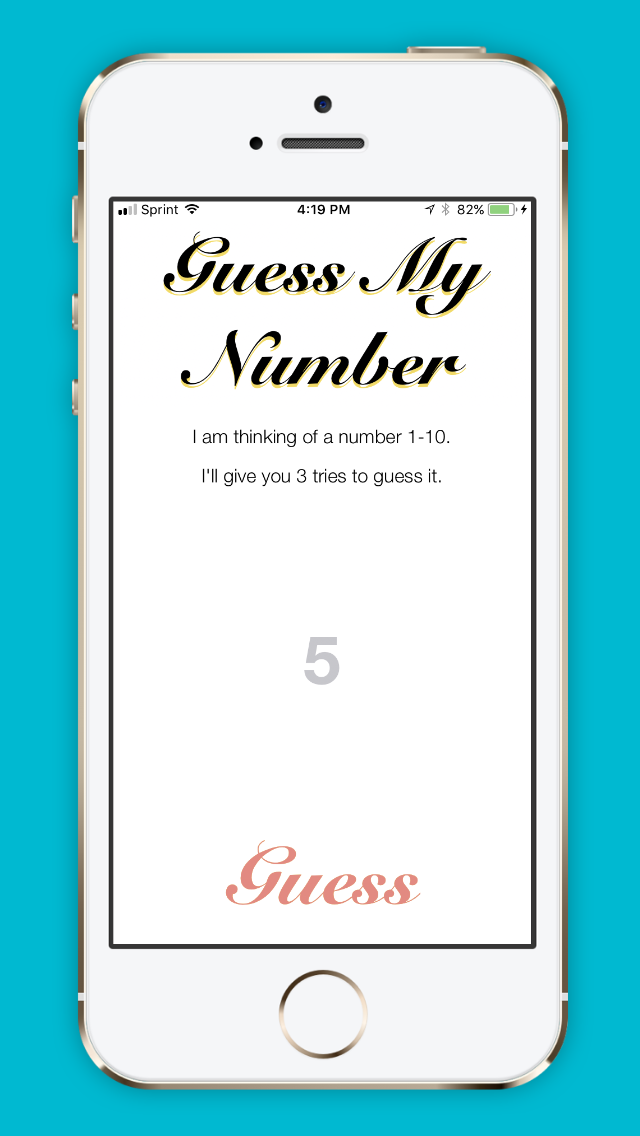 Sprint 4:19 PM 82%
Guess My
Number
I am thinking of a number 1-10.
I'll give you 3 tries to guess it.
5
Guess